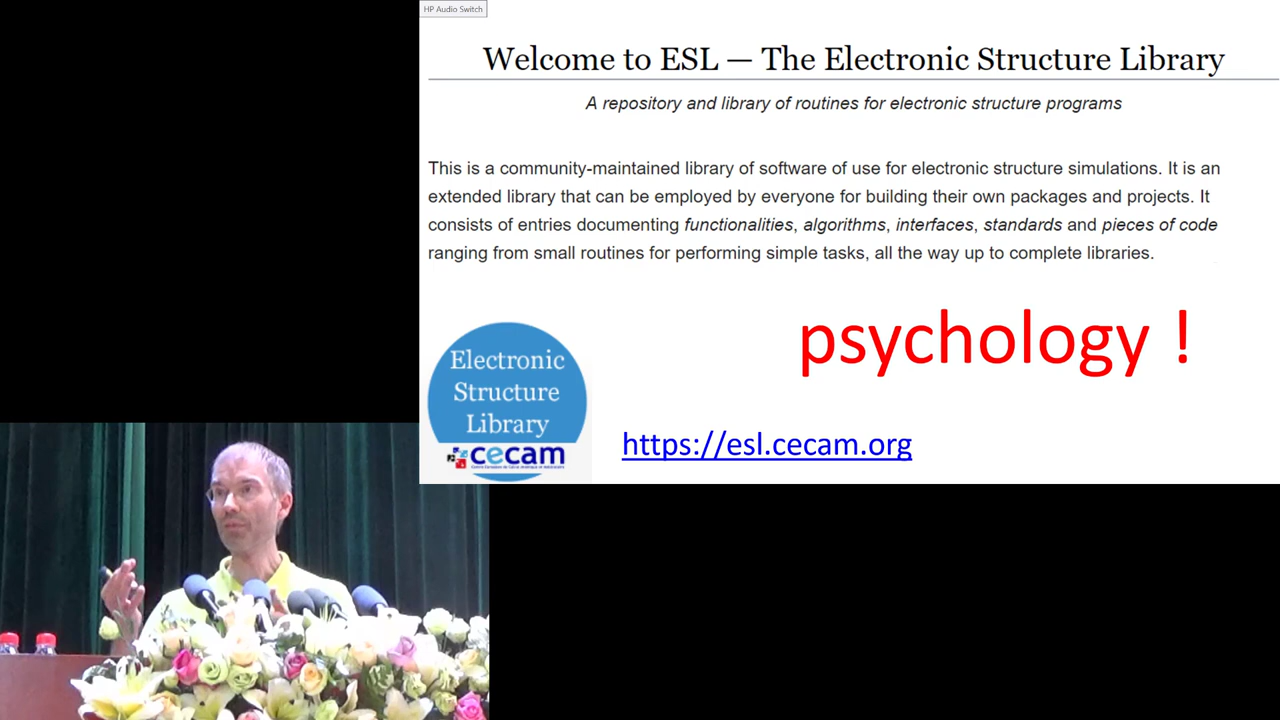 HP Audio Switch
Welcome to ESL — The Electronic Structure Library
A repository and library of routines for electronic structure programs
This is a community-maintained library of software of use for electronic structure simulations. It is an
extended library that can be employed by everyone for building their own packages and projects. It
consists of entries documenting functionalities, algorithms, interfaces, standards and pieces of code
ranging from small routines for performing simple tasks, all the way up to complete libraries.
psychology !
Electronic
Structure
Library
cecam
https://esl.cecam.org